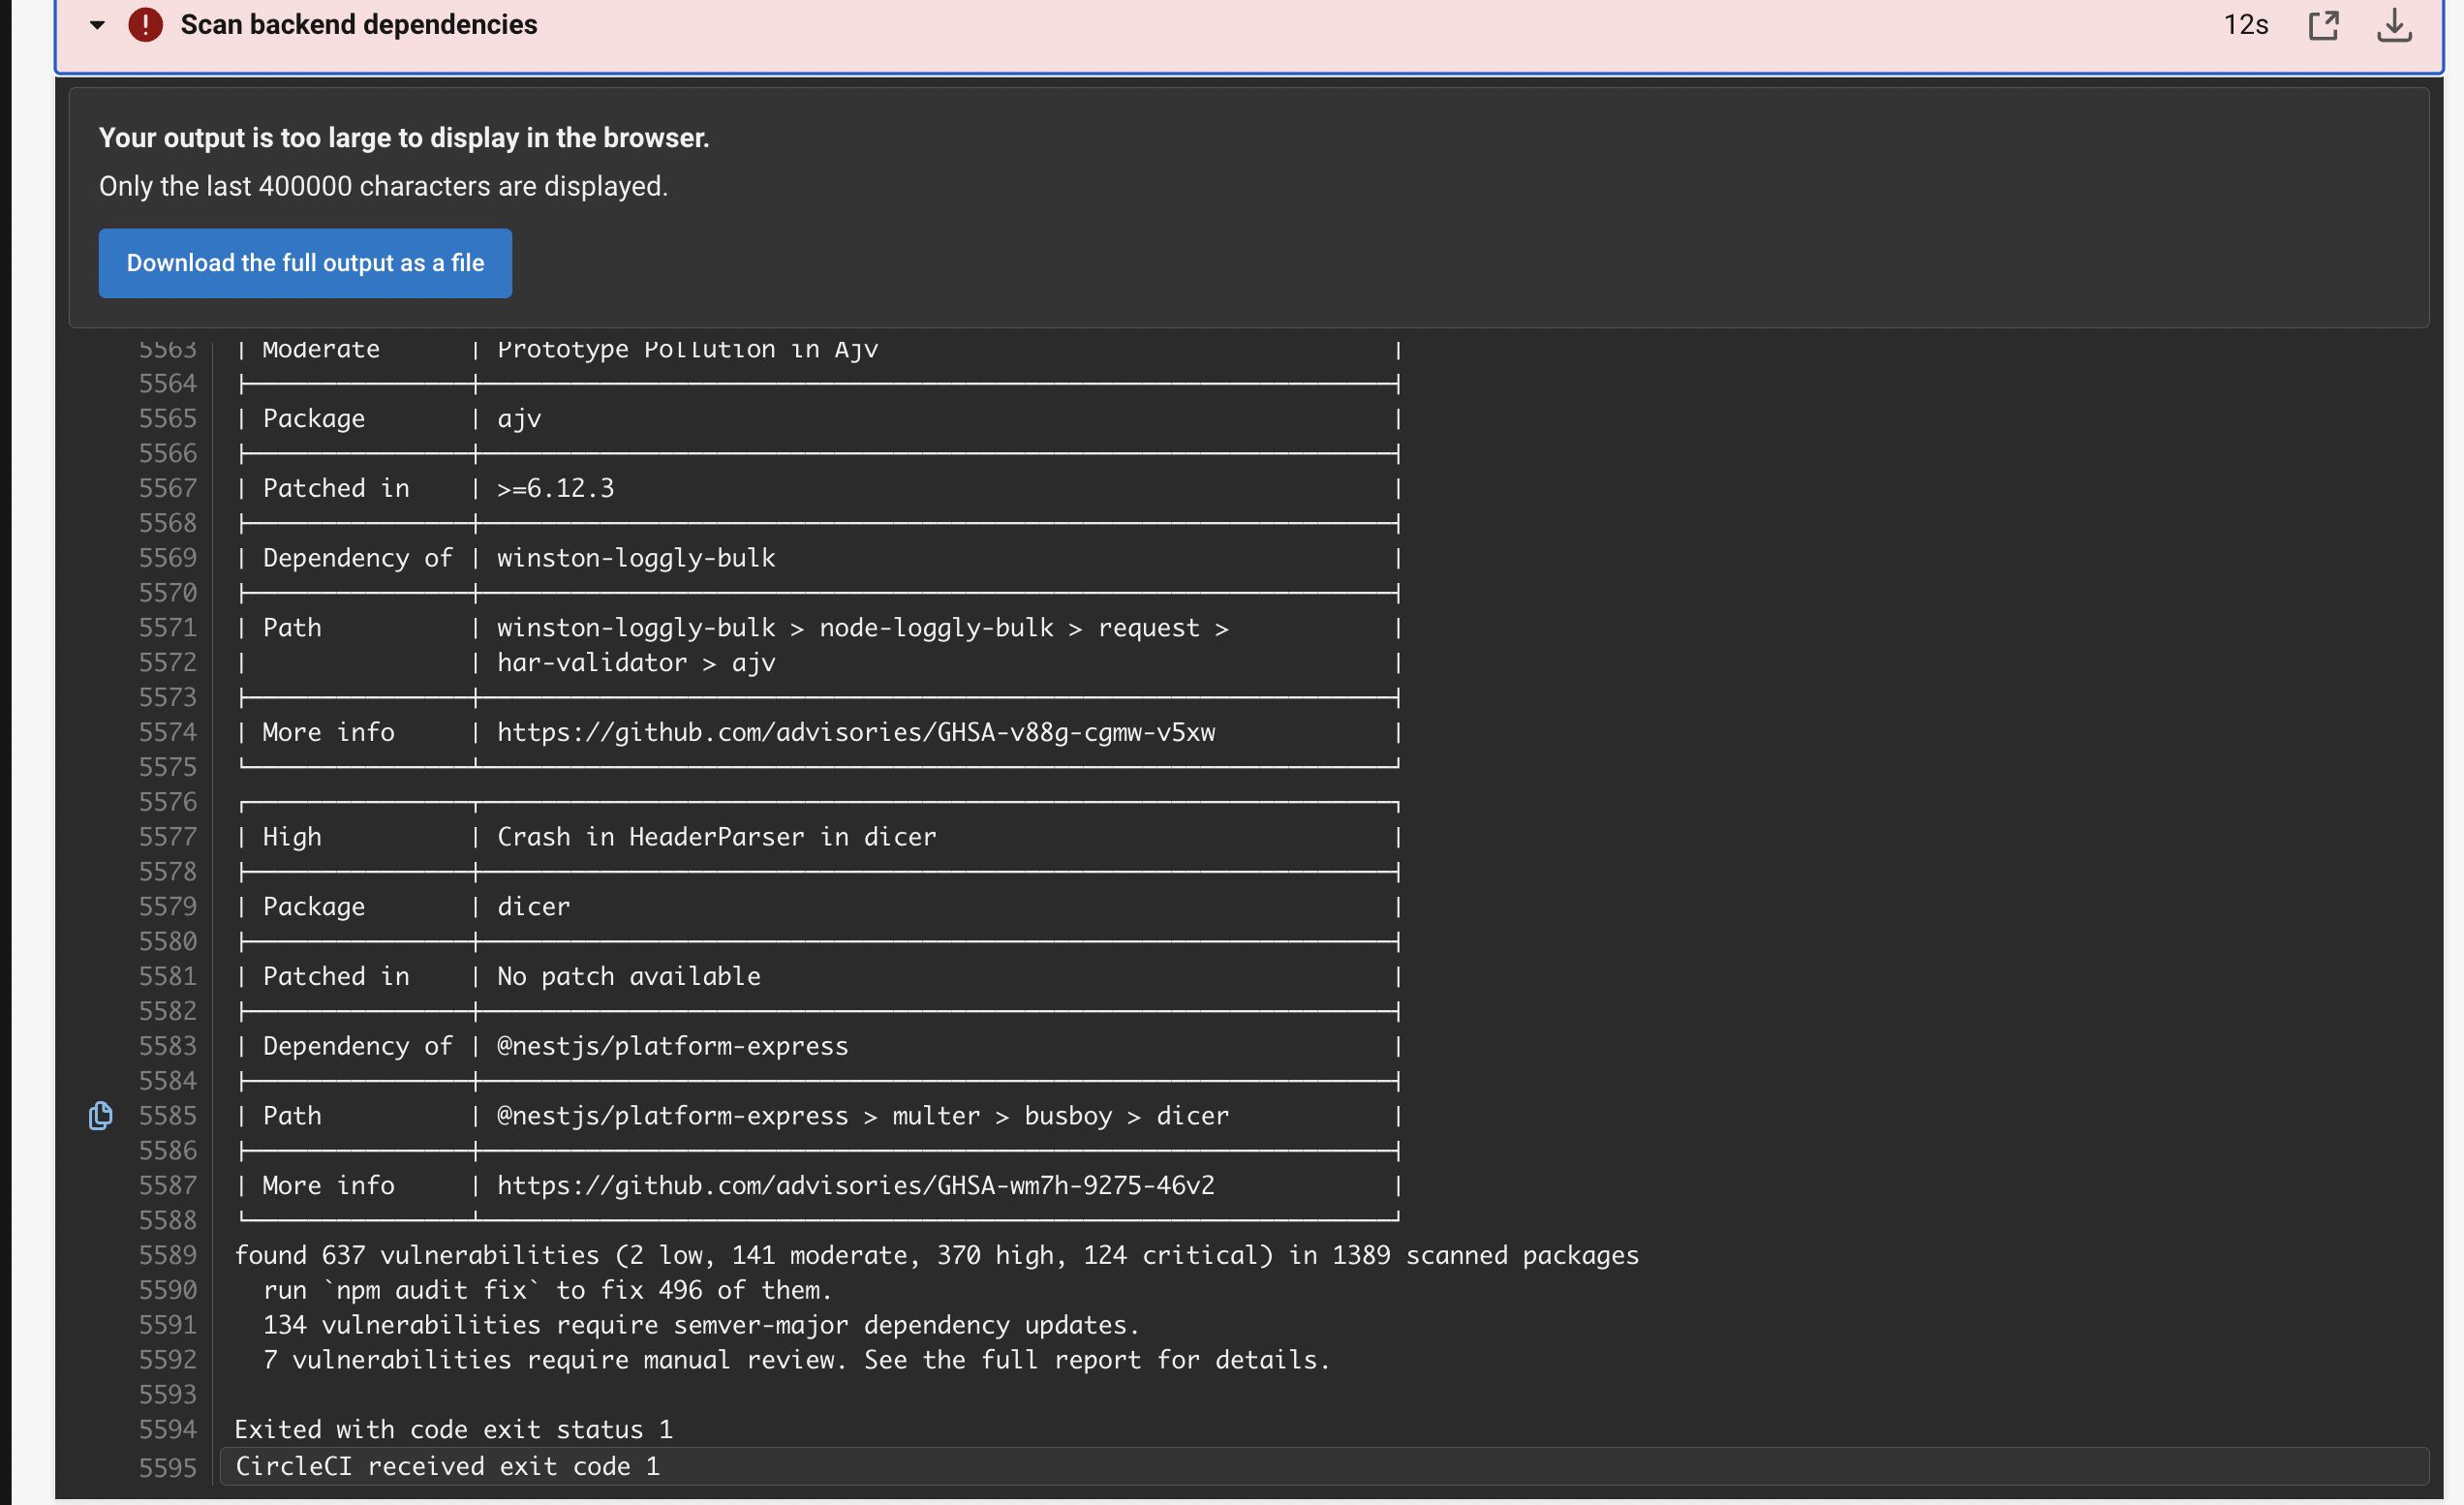 Scan backend dependencies 12s
Your output is too large to display in the browser.
Only the last 400000 characters are displayed.
Download the full output as a file
5563 | Moderate | Prototype Pollution in Ajv |
5564
5565 | Package | ajv |
5566
5567 | Patched in | >=6.12.3 |
5568
5569 | Dependency of | winston-loggly-bulk |
5570
5571 | Path | winston-loggly-bulk > node-loggly-bulk > request > |
5572 | | har-validator > ajv |
5573
5574 | More info | https://github.com/advisories/GHSA-v88g-cgmw-v5xw |
5575
5576
5577 | High | Crash in HeaderParser in dicer |
5578
5579 | Package | dicer |
5580
5581 | Patched in | No patch available |
5582
5583 | Dependency of | @nestjs/platform-express |
5584
5585 | Path | @nestjs/platform-express > multer > busboy > dicer |
5586
5587 | More info | https://github.com/advisories/GHSA-wm7h-9275-46v2 |
5588
5589 found 637 vulnerabilities (2 low, 141 moderate, 370 high, 124 critical) in 1389 scanned packages
5590 run `npm audit fix` to fix 496 of them.
5591 134 vulnerabilities require semver-major dependency updates.
5592 7 vulnerabilities require manual review. See the full report for details.
5593
5594 Exited with code exit status 1
5595 CircleCI received exit code 1